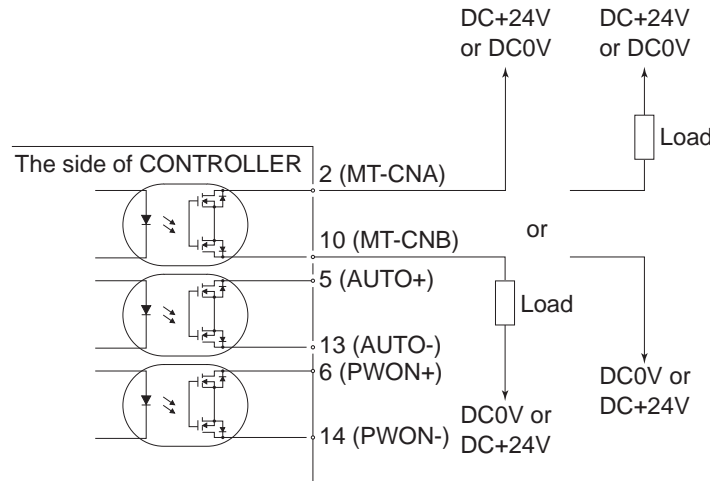 DC+24V
or DC0V
DC+24V
or DC0V
Load
The side of CONTROLLER
2 (MT-CNA)
10 (MT-CNB)
or
5 (AUTO+)
Load
13 (AUTO-)
6 (PWON+)
DC0V or
DC+24V
DC0V or
DC+24V
14 (PWON-)